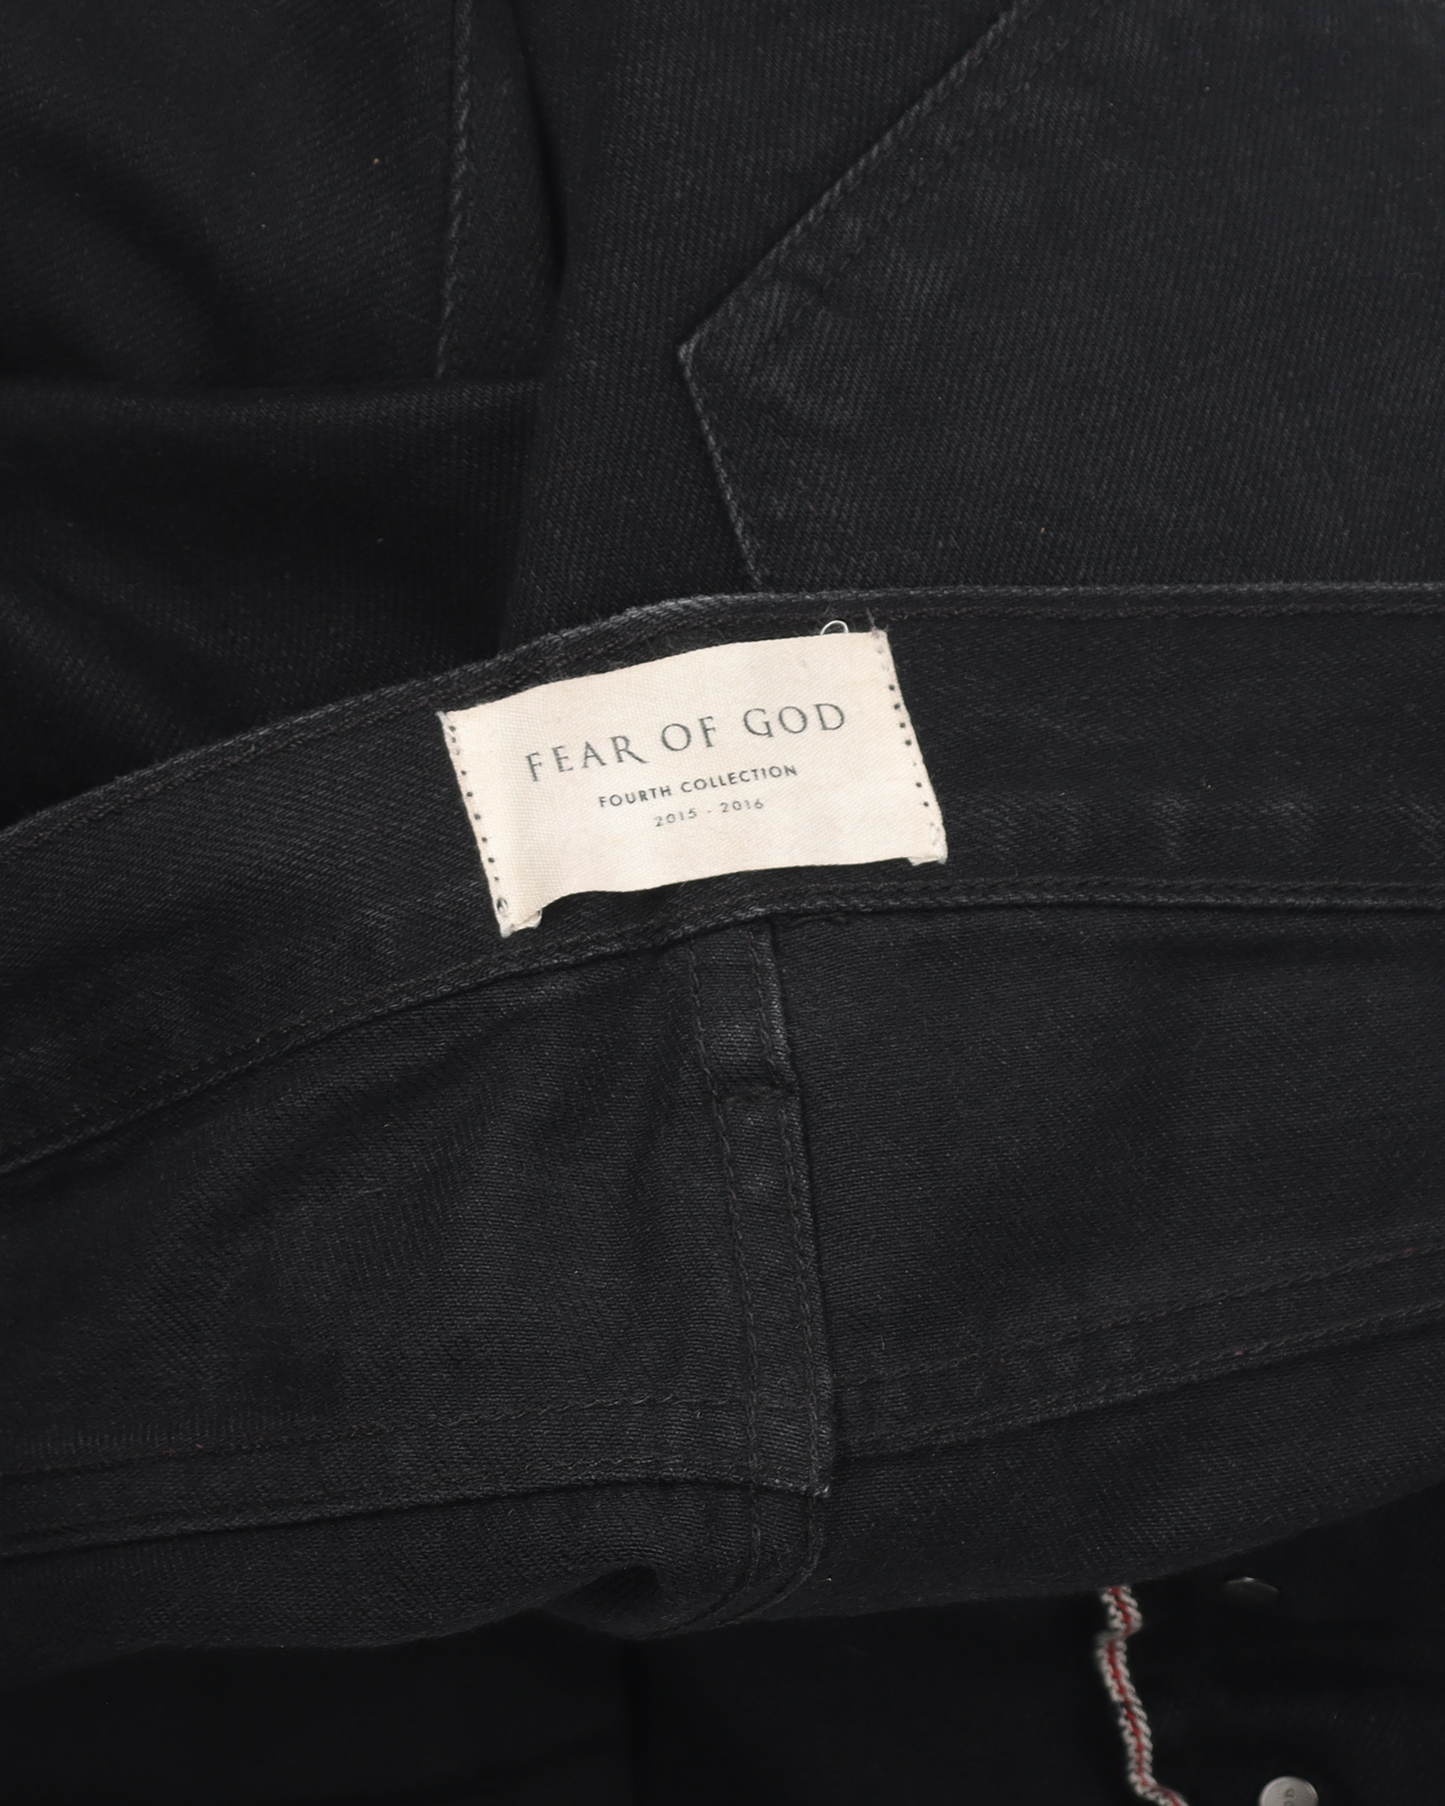 FEAR OF GOD
FOURTH COLLECTION
2015 - 2016